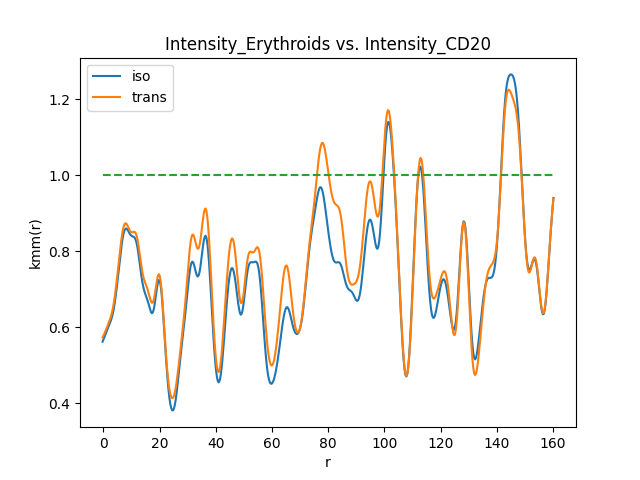 Intensity_Erythroids vs. Intensity_CD20
iso
trans
kmm(r)
1.2
1.0
0.8
0.6
0.4
0 20 40 60 80 100 120 140 160
r